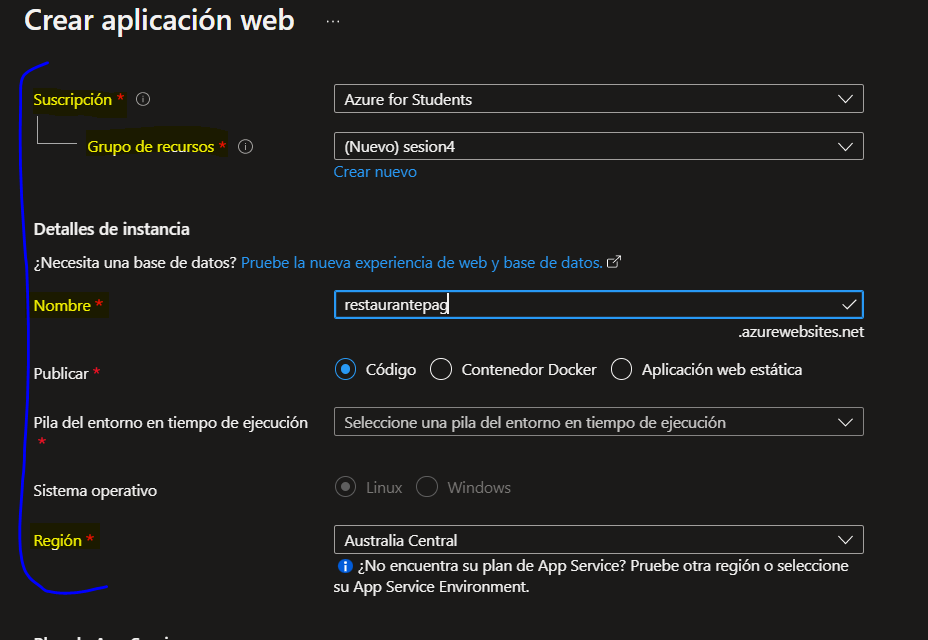 Crear aplicación web ...
Suscripción * Azure for Students
Grupo de recursos * (Nuevo) sesion4
Crear nuevo
Detalles de instancia
¿Necesita una base de datos? Pruebe la nueva experiencia de web y base de datos.
Nombre * restaurantepag
.azurewebsites.net
Publicar * Código Contenedor Docker Aplicación web estática
Pila del entorno en tiempo de ejecución Seleccione una pila del entorno en tiempo de ejecución
*
Sistema operativo Linux Windows
Región * Australia Central
¿No encuentra su plan de App Service? Pruebe otra región o seleccione
su App Service Environment.